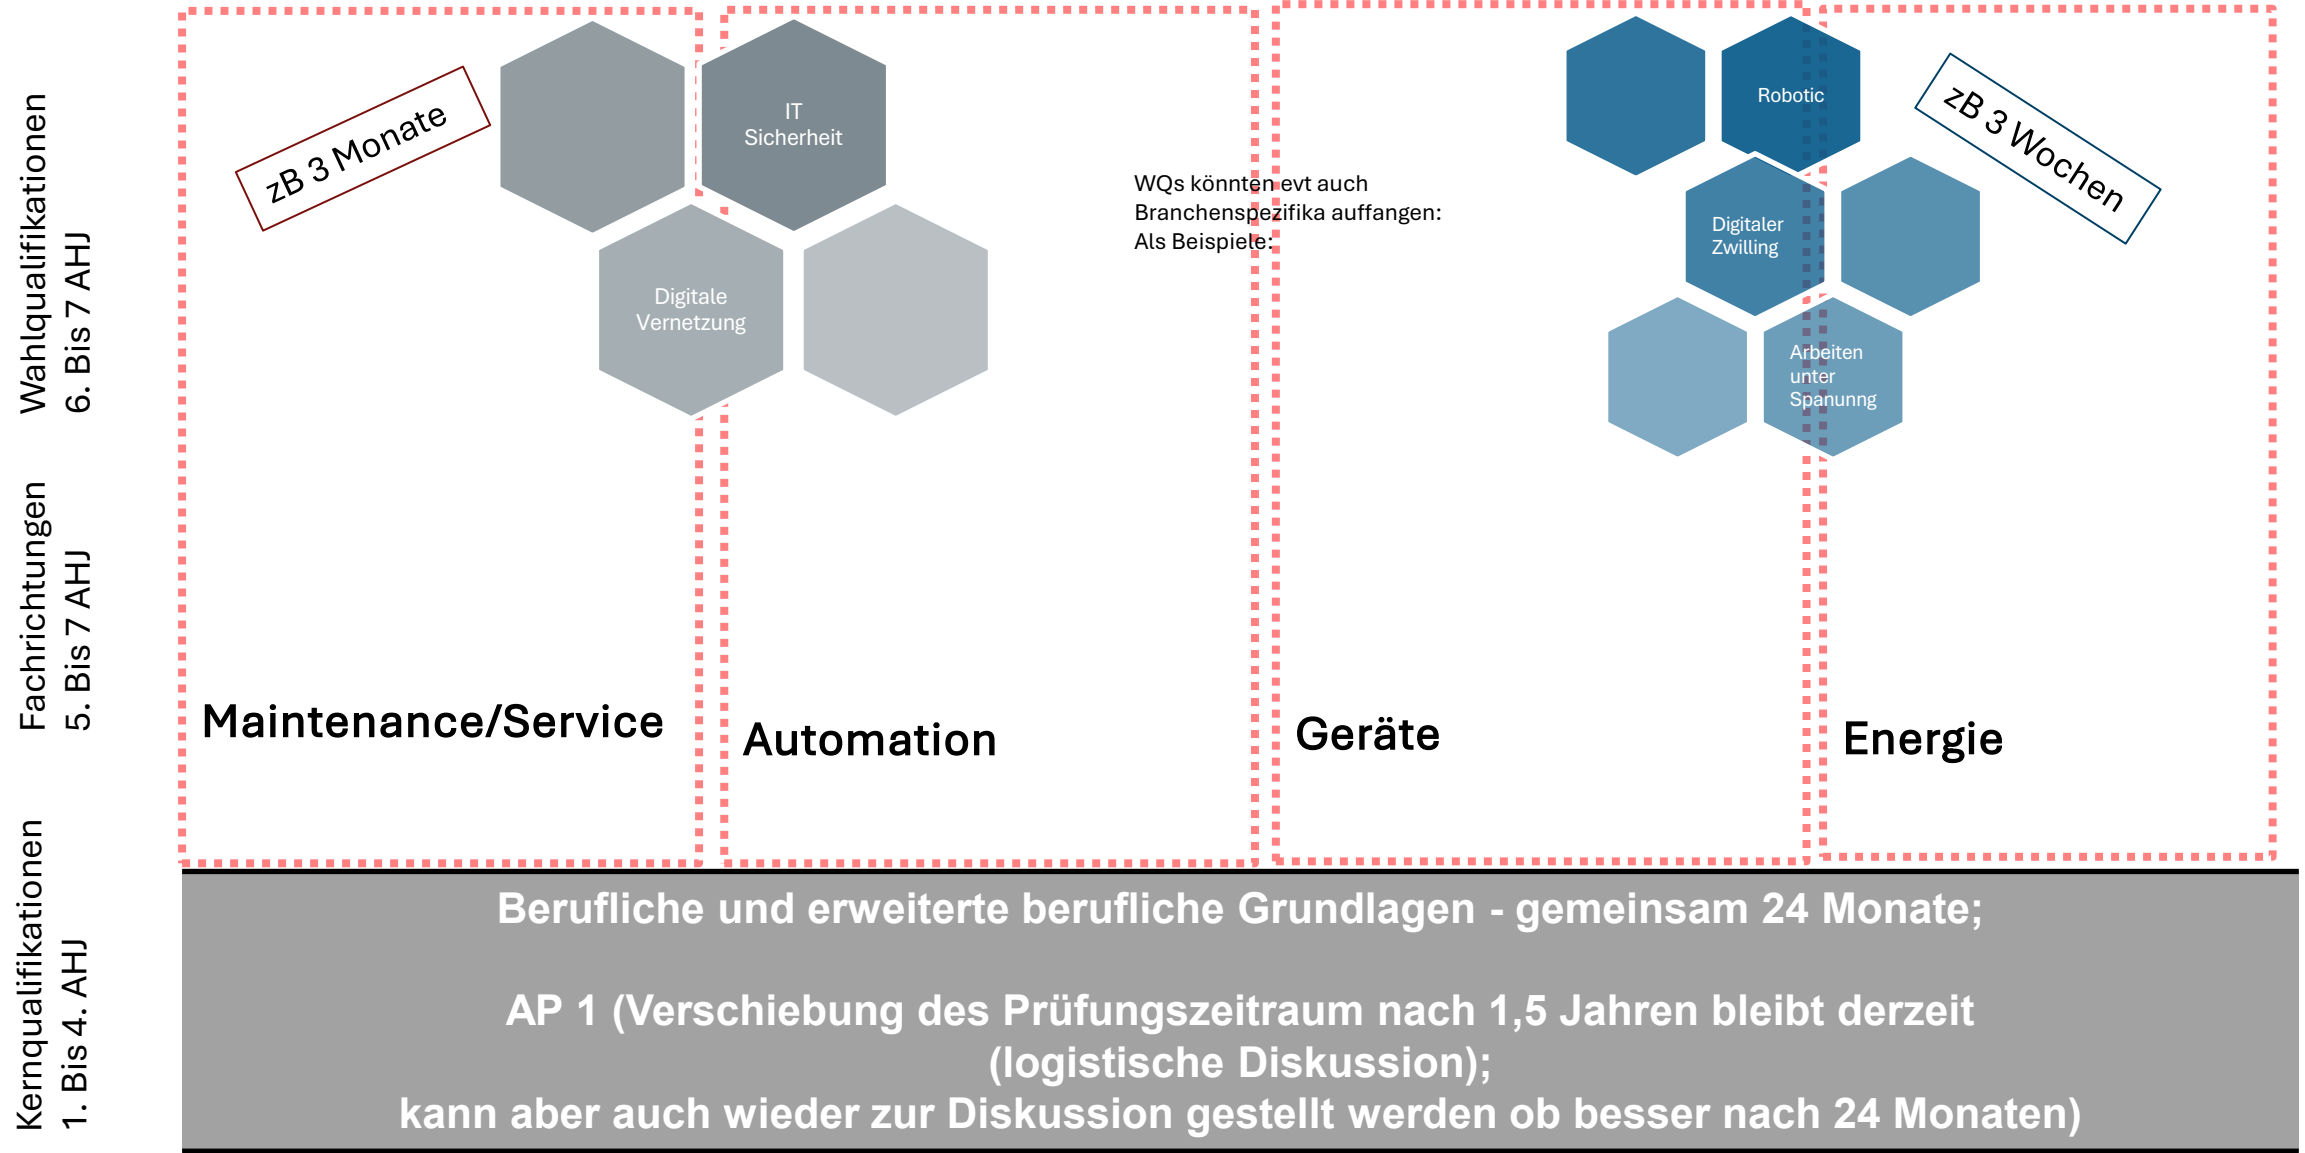 Wahlqualifikationen
6. Bis 7 AHJ
zB 3 Monate
IT
Sicherheit
Digitale
Vernetzung
WQs könnten evt auch
Branchenspezifika auffangen:
Als Beispiele:
Robotic
Digitaler
Zwilling
Arbeiten
unter
Spanunng
zB 3 Wochen
Fachrichtungen
5. Bis 7 AHJ
Maintenance/Service
Automation
Geräte
Energie
Kernqualifikationen
1. Bis 4. AHJ
Berufliche und erweiterte berufliche Grundlagen - gemeinsam 24 Monate;
AP 1 (Verschiebung des Prüfungszeitraum nach 1,5 Jahren bleibt derzeit
(logistische Diskussion);
kann aber auch wieder zur Diskussion gestellt werden ob besser nach 24 Monaten)